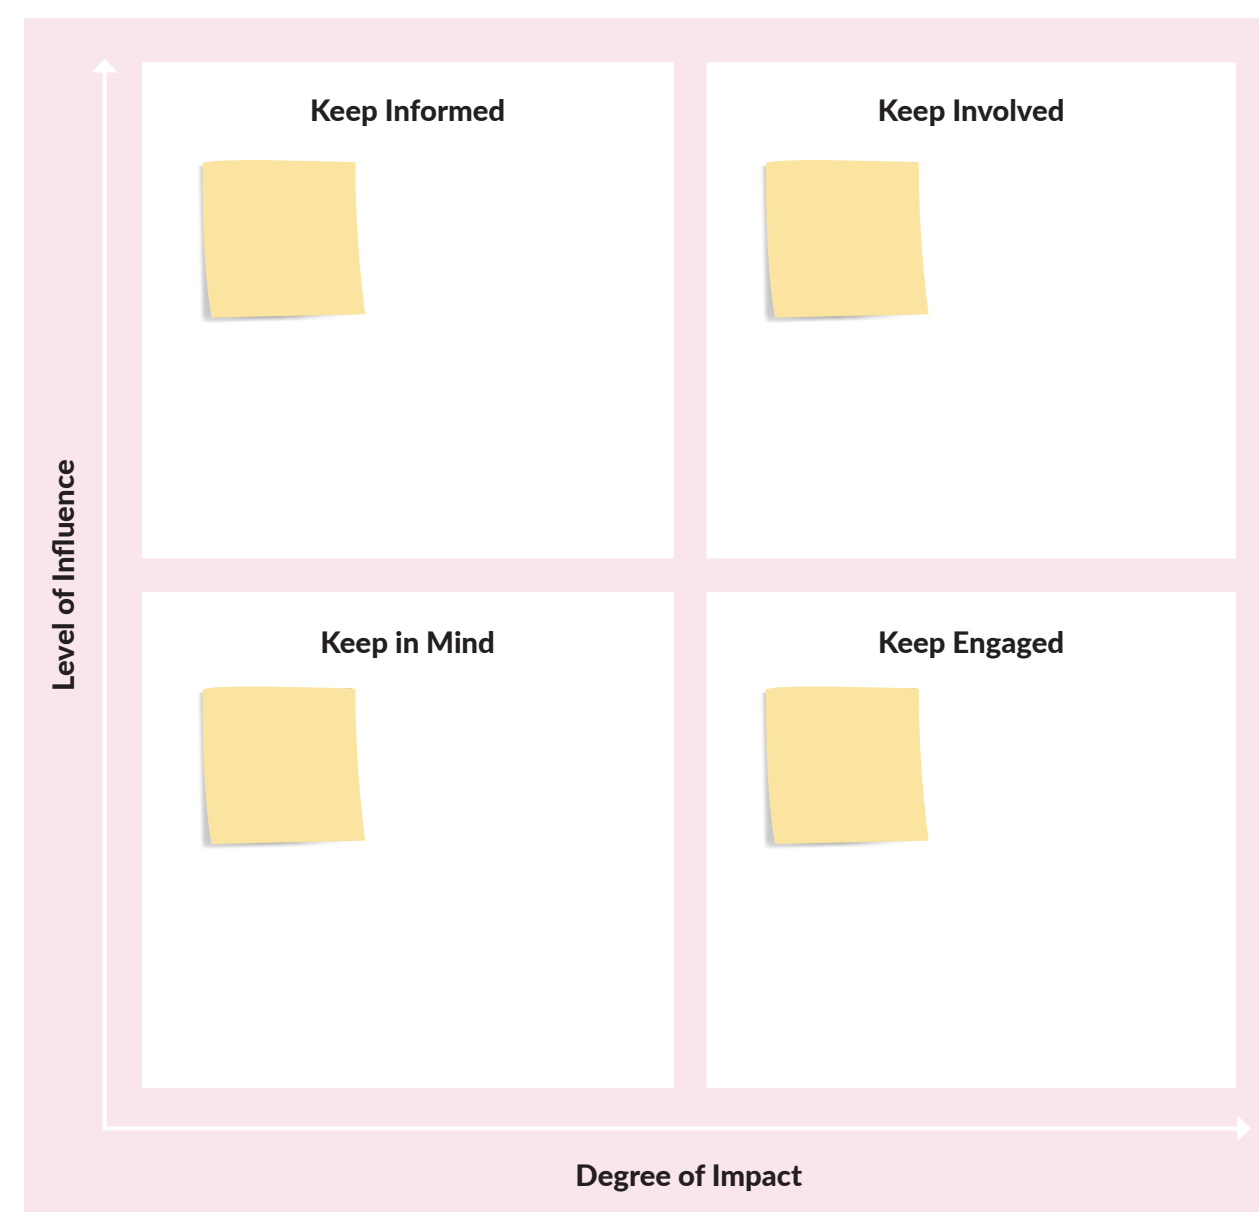 Keep Informed
Keep Involved
Level of Influence
Keep in Mind
Keep Engaged
Degree of Impact